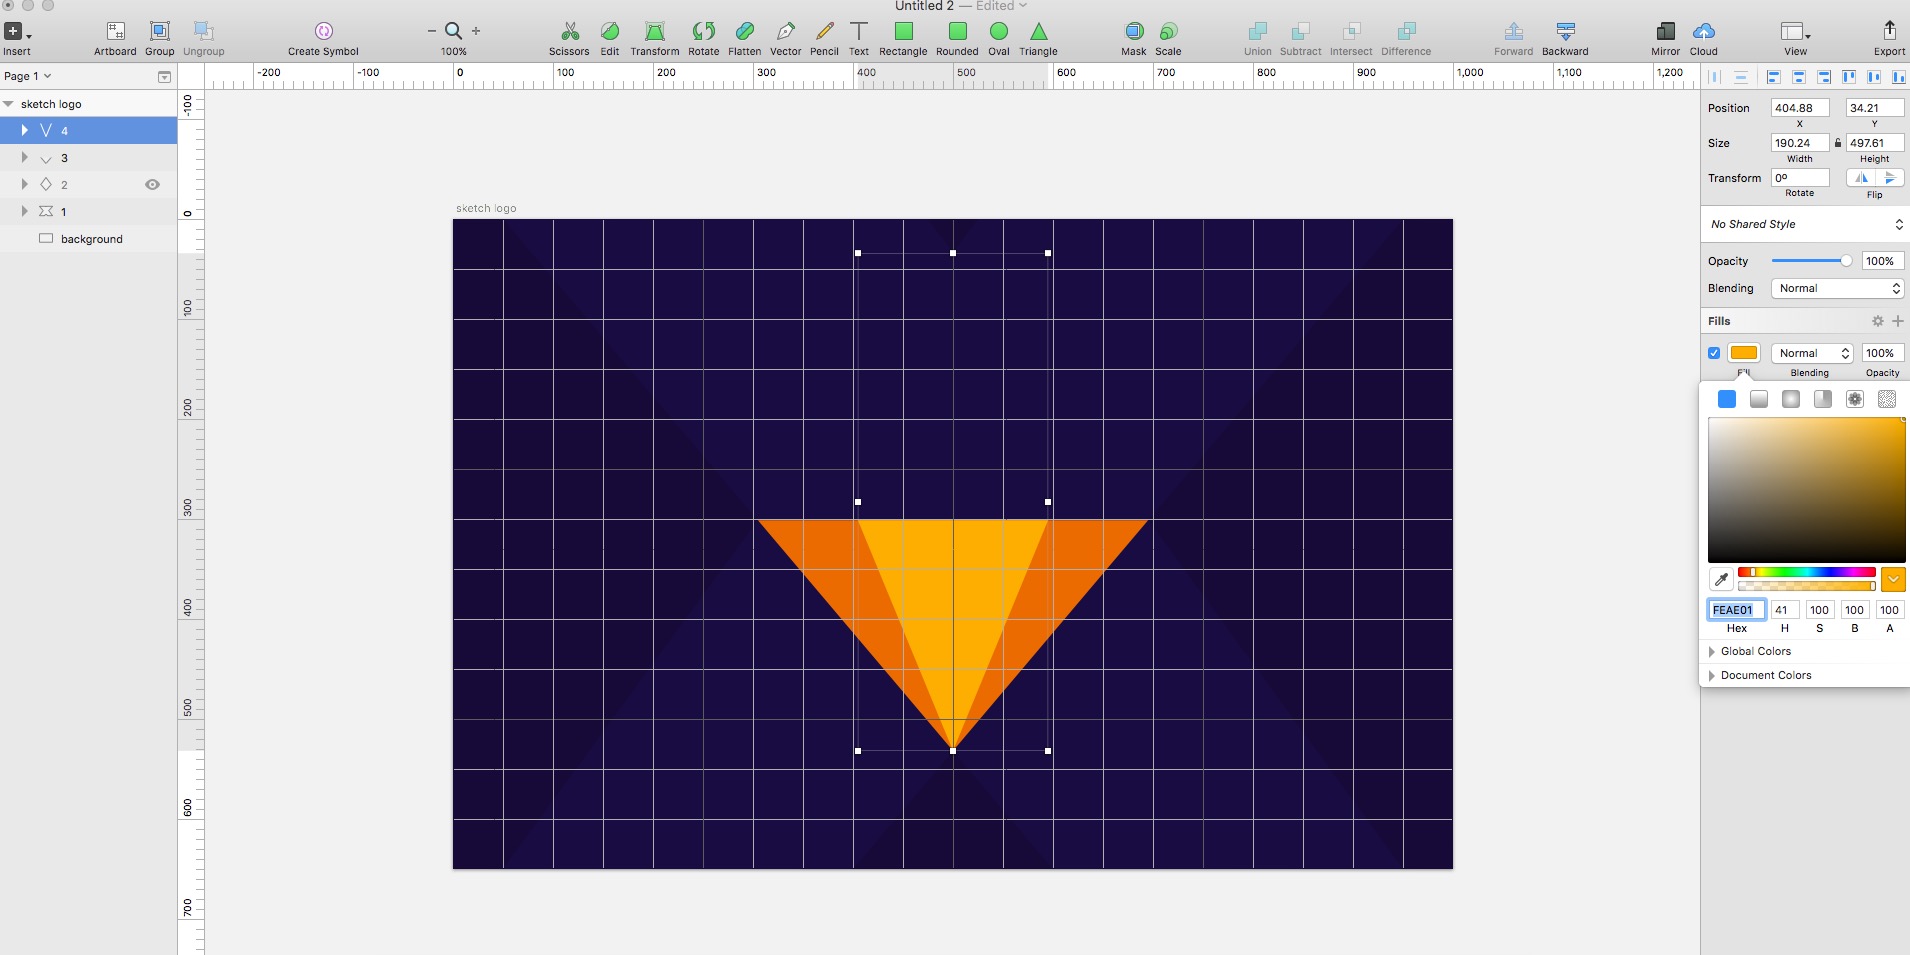 Untitled 2 — Edited
Insert Artboard Group Ungroup Create Symbol 100% Scissors Edit Transform Rotate Flatten Vector Pencil Text Rectangle Rounded Oval Triangle Mask Scale Union Subtract Intersect Difference Forward Backward Mirror Cloud View Export
Page 1
-200 -100 0 100 200 300 400 500 600 700 800 900 1,000 1,100 1,200
-100
0
100
200
300
400
500
600
700
sketch logo
4
3
2
1
background
sketch logo
Position 404.88 34.21
X Y
Size 190.24 497.61
Width Height
Transform 0º
Rotate Flip
No Shared Style
Opacity 100%
Blending Normal
Fills
Normal 100%
Fill Blending Opacity
FEAE01 41 100 100 100
Hex H S B A
Global Colors
Document Colors